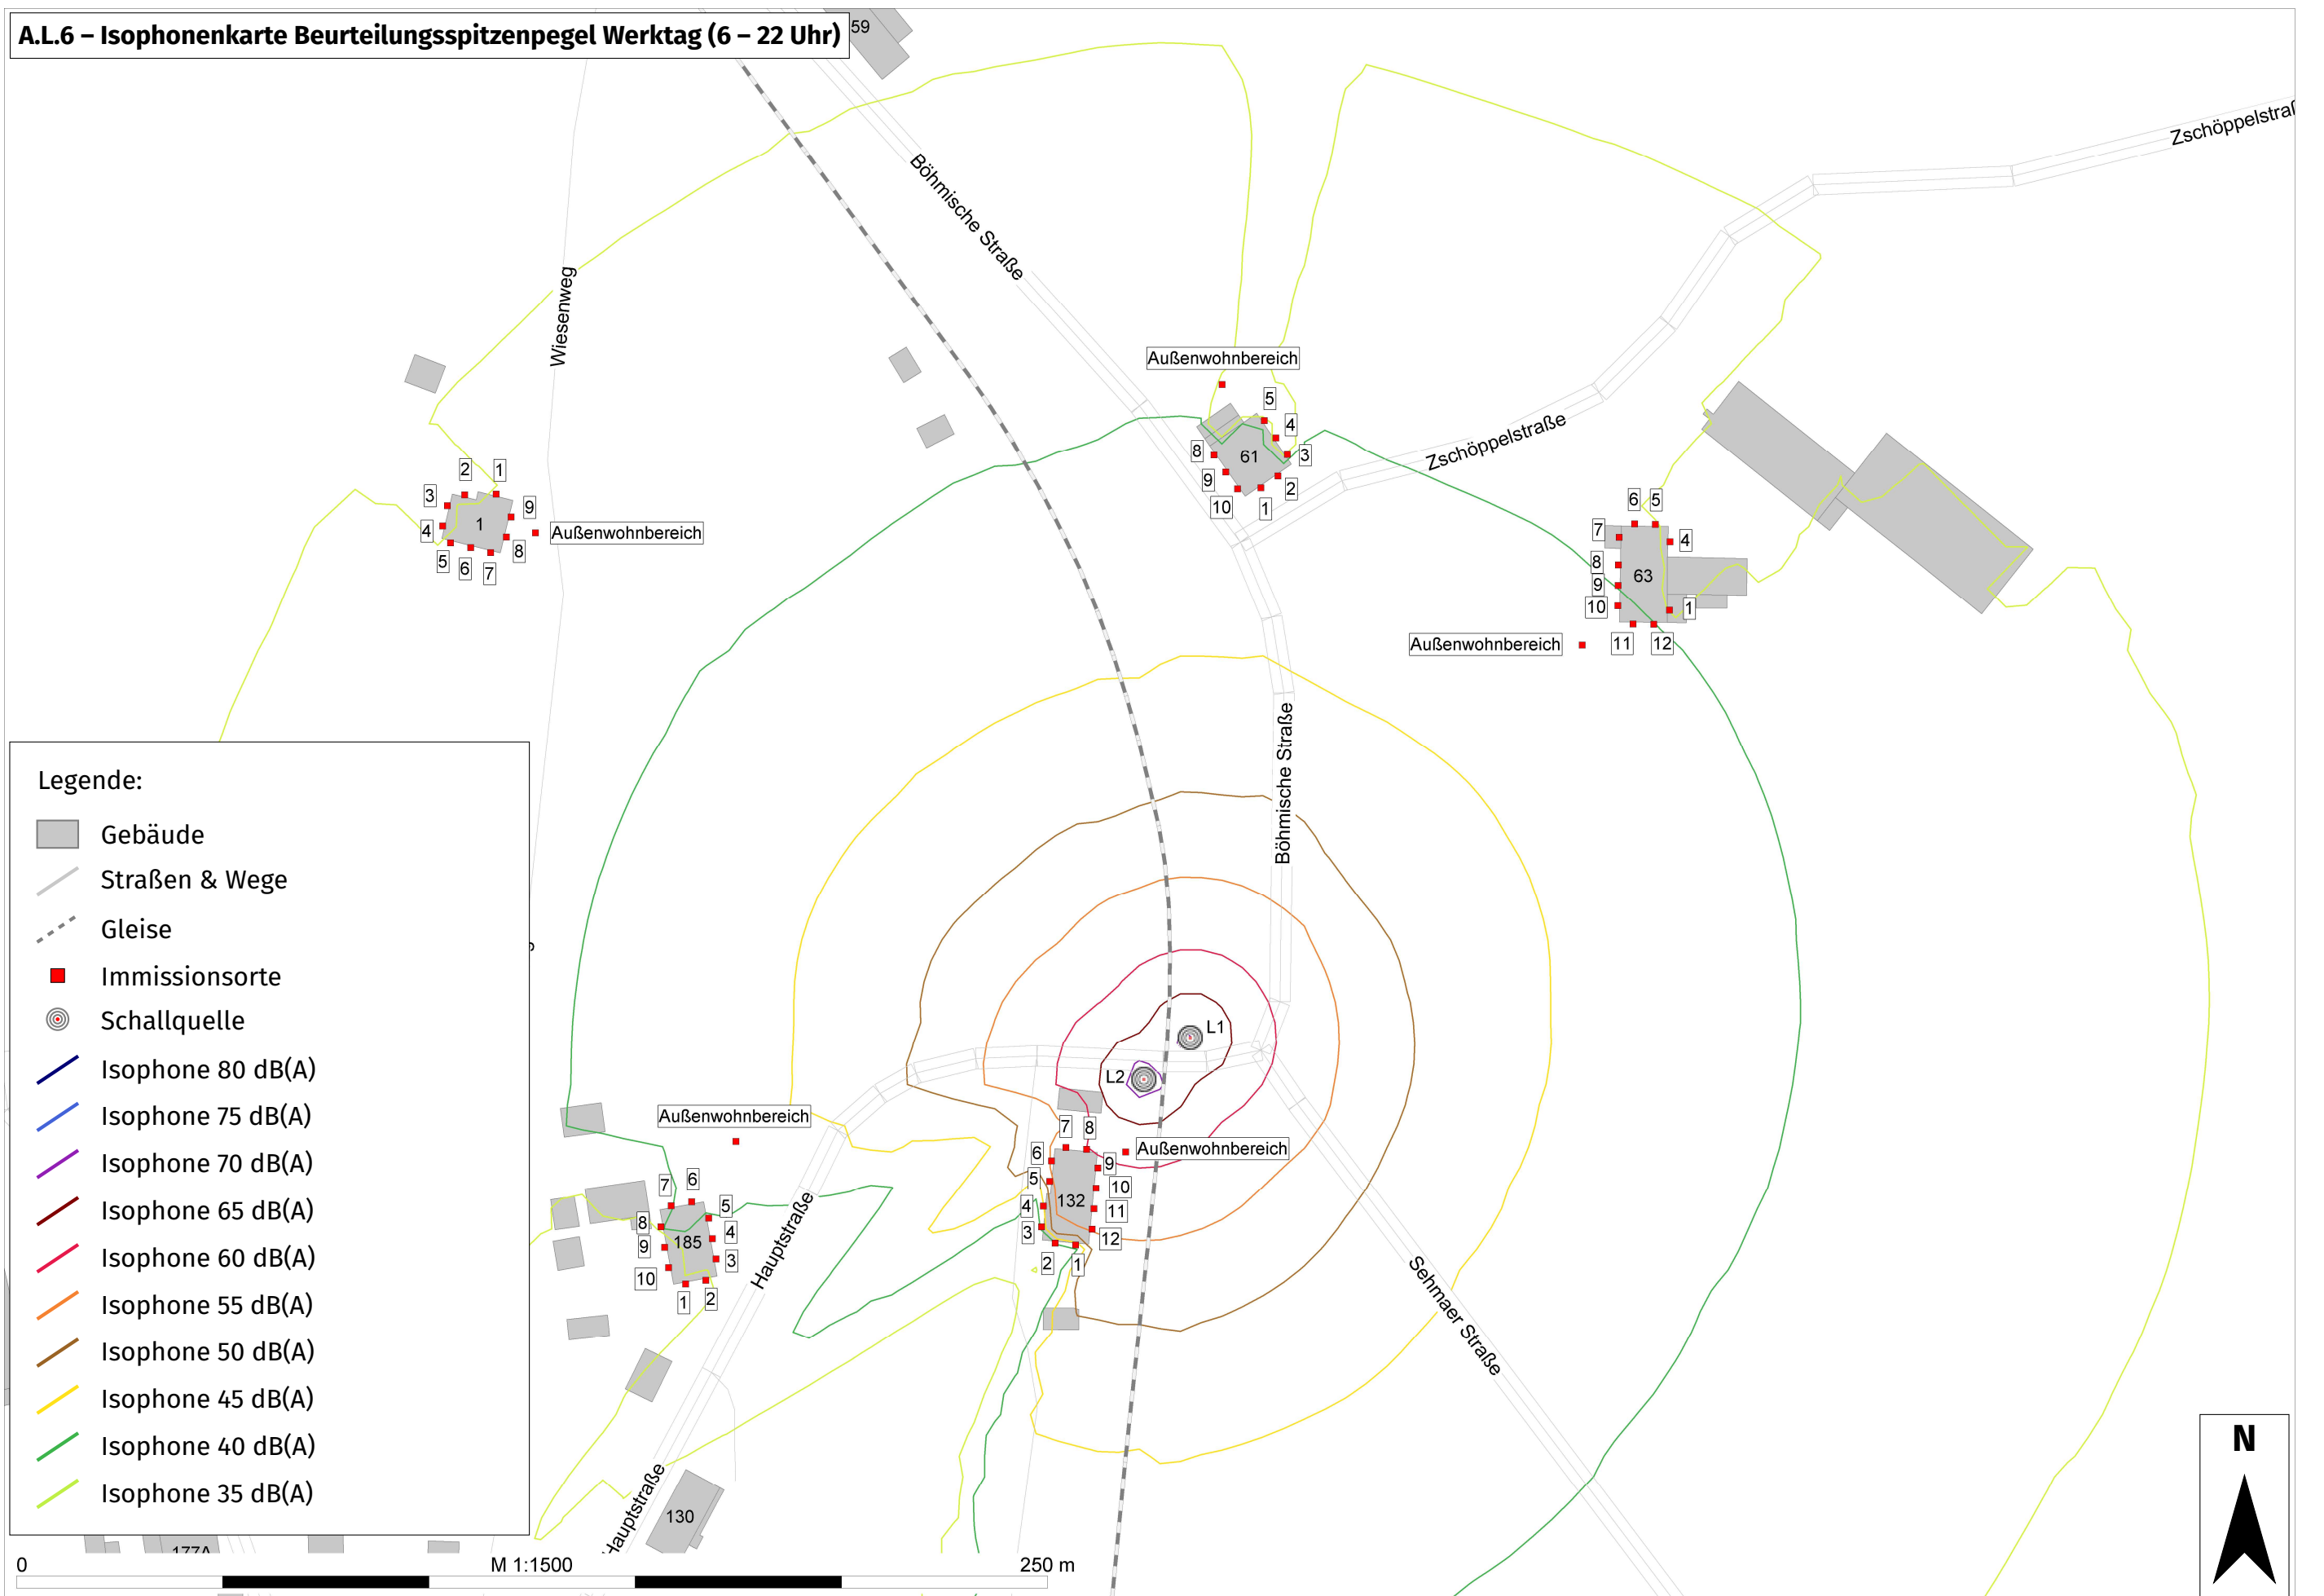 A.L.6 – Isophonenkarte Beurteilungsspitzenpegel Werktag (6 – 22 Uhr)
59
Zschöppelstraß
Böhmische Straße
Wiesenweg
Außenwohnbereich
5
4
3
8
61
9
2
10
1
Zschöppelstraße
2
1
3
9
4
1
Außenwohnbereich
8
5
6
7
6
5
7
4
8
63
9
10
1
Außenwohnbereich
11
12
Böhmische Straße
Legende:
Gebäude
Straßen & Wege
Gleise
Immissionsorte
Schallquelle
Isophone 80 dB(A)
Isophone 75 dB(A)
Isophone 70 dB(A)
Isophone 65 dB(A)
Isophone 60 dB(A)
Isophone 55 dB(A)
Isophone 50 dB(A)
Isophone 45 dB(A)
Isophone 40 dB(A)
Isophone 35 dB(A)
L1
L2
Außenwohnbereich
7
8
Außenwohnbereich
6
9
5
10
132
4
11
3
12
2
1
7
6
5
8
4
185
9
3
10
1
2
Hauptstraße
Sehmaer Straße
Hauptstraße
130
177A
N
0
M 1:1500
250 m